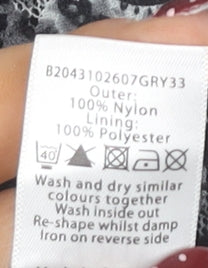 B2043102607GRY33
Outer:
100% Nylon
Lining:
100% Polyester
40
Wash and dry similar
colours together
Wash inside out
Re-shape whilst damp
Iron on reverse side